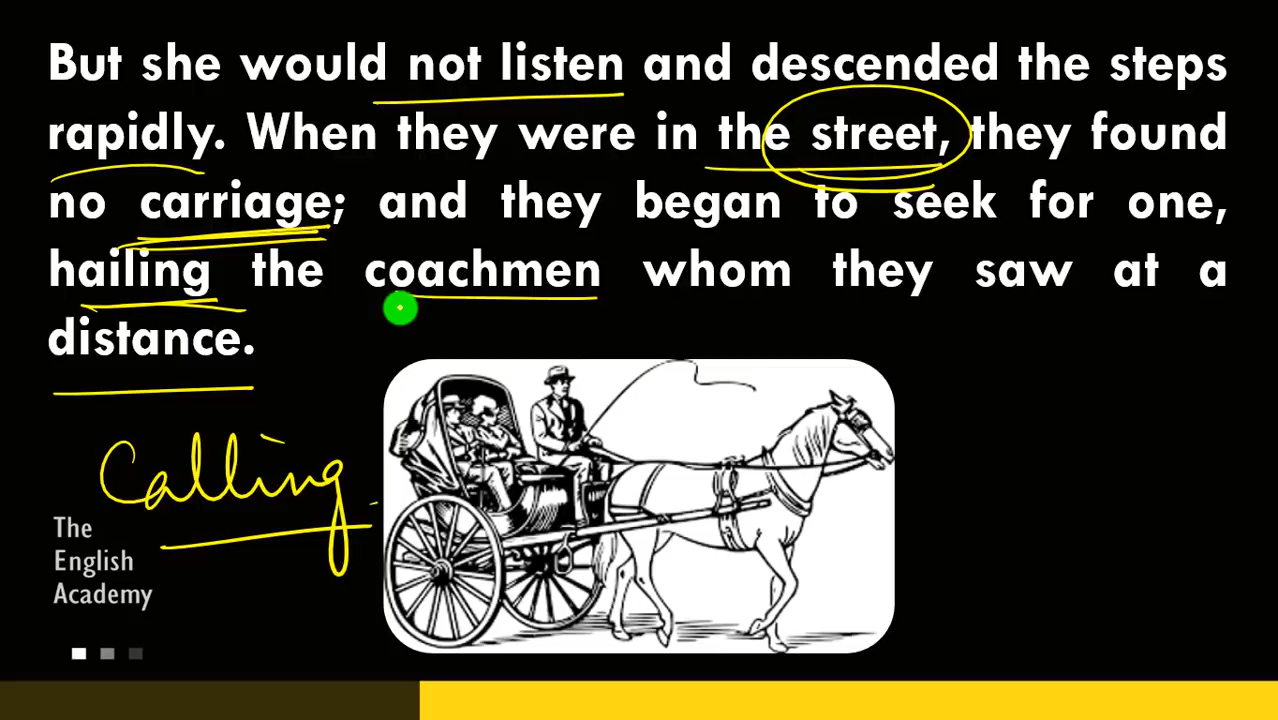 But she would not listen and descended the steps
rapidly. When they were in the street, they found
no carriage; and they began to seek for one,
hailing the coachmen whom they saw at a
distance.
Calling
The
English
Academy